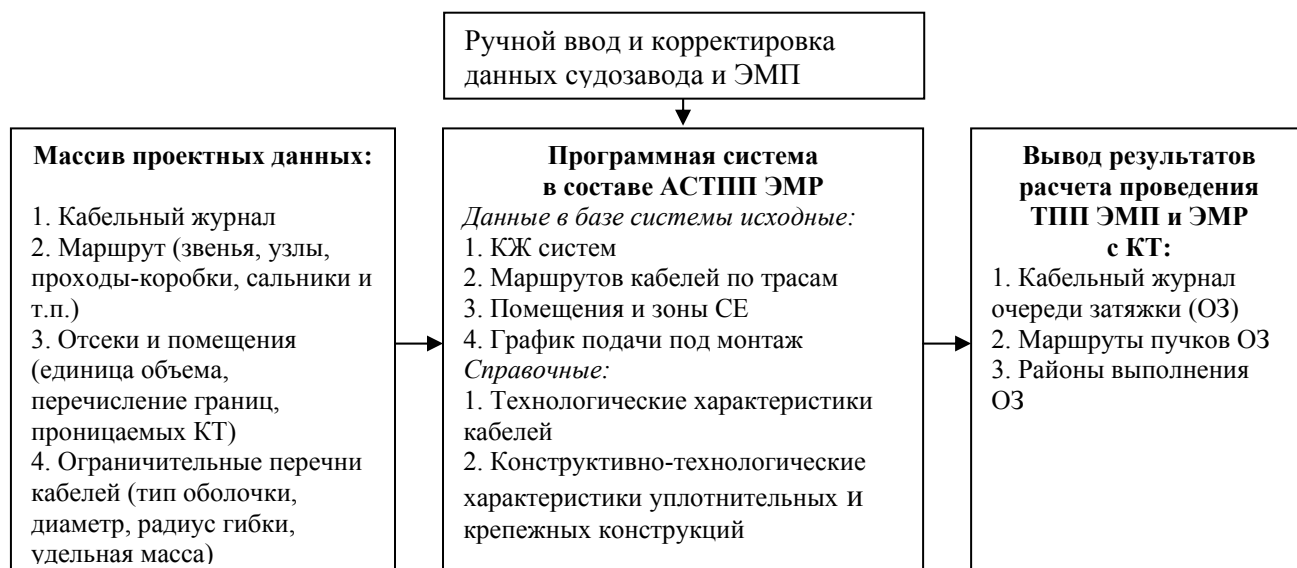 Ручной ввод и корректировка
данных судозавода и ЭМП
Массив проектных данных:
1. Кабельный журнал
2. Маршрут (звенья, узлы,
проходы-коробки, сальники и
т.п.)
3. Отсеки и помещения
(единица объема,
перечисление границ,
проницаемых КТ)
4. Ограничительные перечни
кабелей (тип оболочки,
диаметр, радиус гибки,
удельная масса)
Программная система
в составе АСТПП ЭМР
Данные в базе системы исходные:
1. КЖ систем
2. Маршрутов кабелей по трасам
3. Помещения и зоны СЕ
4. График подачи под монтаж
Справочные:
1. Технологические характеристики
кабелей
2. Конструктивно-технологические
характеристики уплотнительных и
крепежных конструкций
Вывод результатов
расчета проведения
ТПП ЭМП и ЭМР
с КТ:
1. Кабельный журнал
очереди затяжки (ОЗ)
2. Маршруты пучков ОЗ
3. Районы выполнения
ОЗ